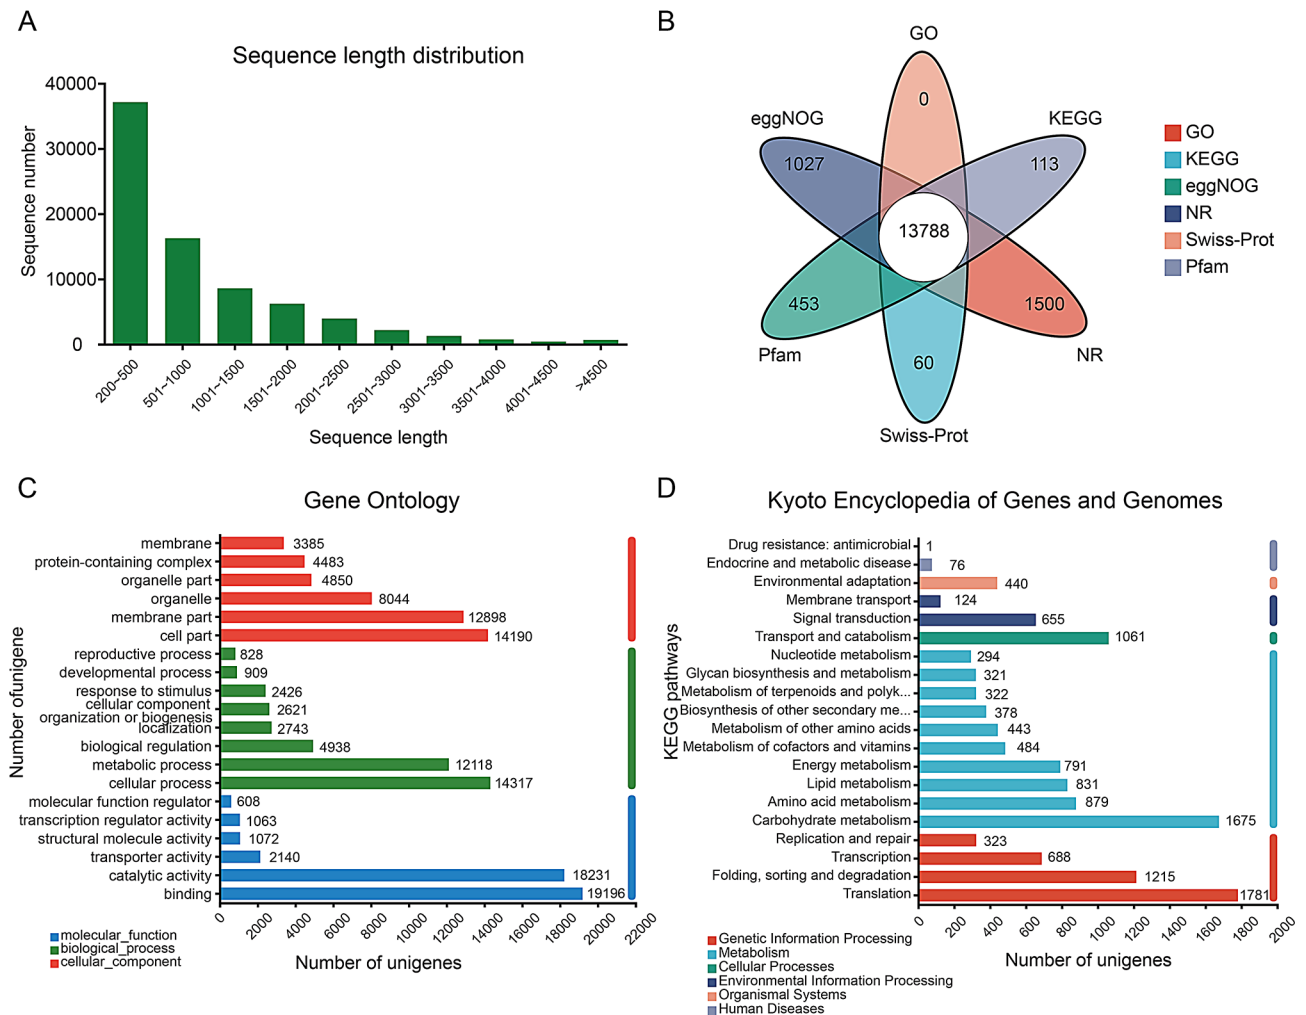 A
Sequence length distribution
Sequence number
40000
30000
20000
10000
0
200~500
501~1000
1001~1500
1501~2000
2001~2500
2501~3000
3001~3500
3501~4000
4001~4500
>4500
Sequence length
B
GO
eggNOG
KEGG
0
1027
113
13788
453
1500
60
Pfam
NR
Swiss-Prot
GO
KEGG
eggNOG
NR
Swiss-Prot
Pfam
C
Gene Ontology
Number ofunigene
membrane 3385
protein-containing complex 4483
organelle part 4850
organelle 8044
membrane part 12898
cell part 14190
reproductive process 828
developmental process 909
response to stimulus 2426
cellular component
organization or biogenesis 2621
localization 2743
biological regulation 4938
metabolic process 12118
cellular process 14317
molecular function regulator 608
transcription regulator activity 1063
structural molecule activity 1072
transporter activity 2140
catalytic activity 18231
binding 19196
0 2000 4000 6000 8000 10000 12000 14000 16000 18000 20000 22000
Number of unigenes
molecular_function
biological_process
cellular_component
D
Kyoto Encyclopedia of Genes and Genomes
KEGG pathways
Drug resistance: antimicrobial 1
Endocrine and metabolic disease 76
Environmental adaptation 440
Membrane transport 124
Signal transduction 655
Transport and catabolism 1061
Nucleotide metabolism 294
Glycan biosynthesis and metabolism 321
Metabolism of terpenoids and polyk... 322
Biosynthesis of other secondary me... 378
Metabolism of other amino acids 443
Metabolism of cofactors and vitamins 484
Energy metabolism 791
Lipid metabolism 831
Amino acid metabolism 879
Carbohydrate metabolism 1675
Replication and repair 323
Transcription 688
Folding, sorting and degradation 1215
Translation 1781
0 200 400 600 800 1000 1200 1400 1600 1800 2000
Number of unigenes
Genetic Information Processing
Metabolism
Cellular Processes
Environmental Information Processing
Organismal Systems
Human Diseases